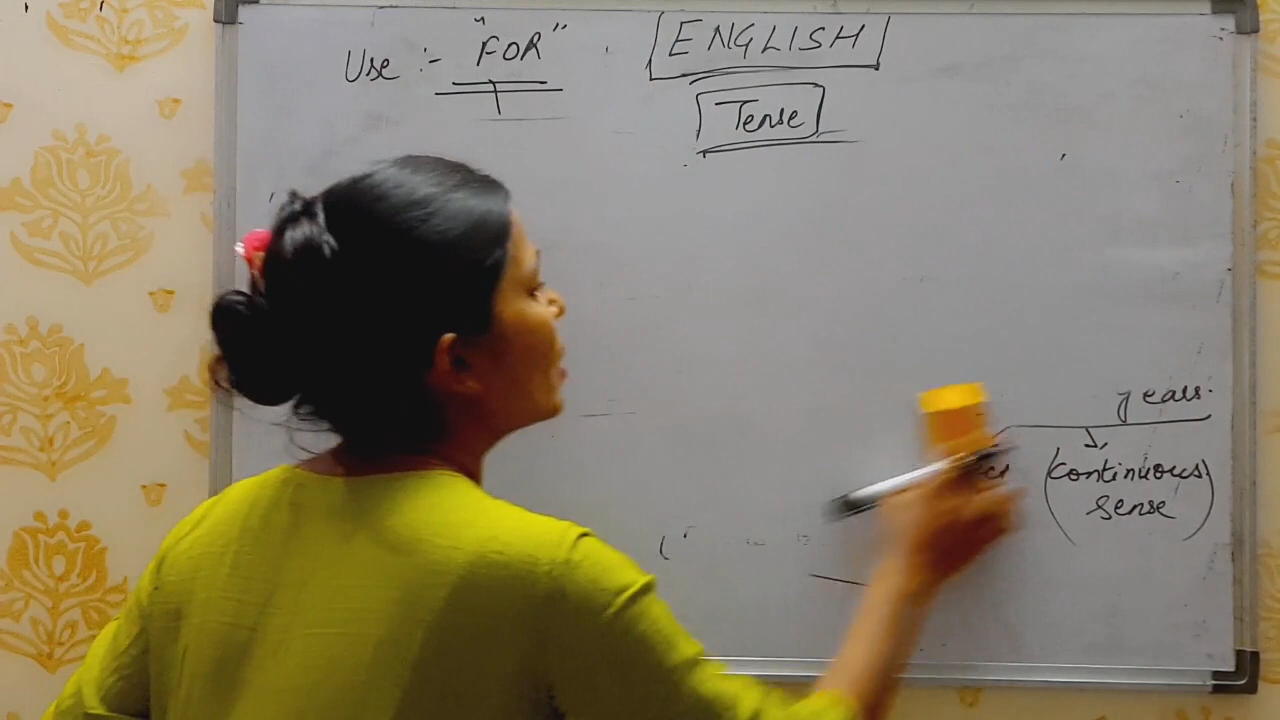 Use :- "FOR"
ENGLISH
Tense
years.
(continuous
sense)